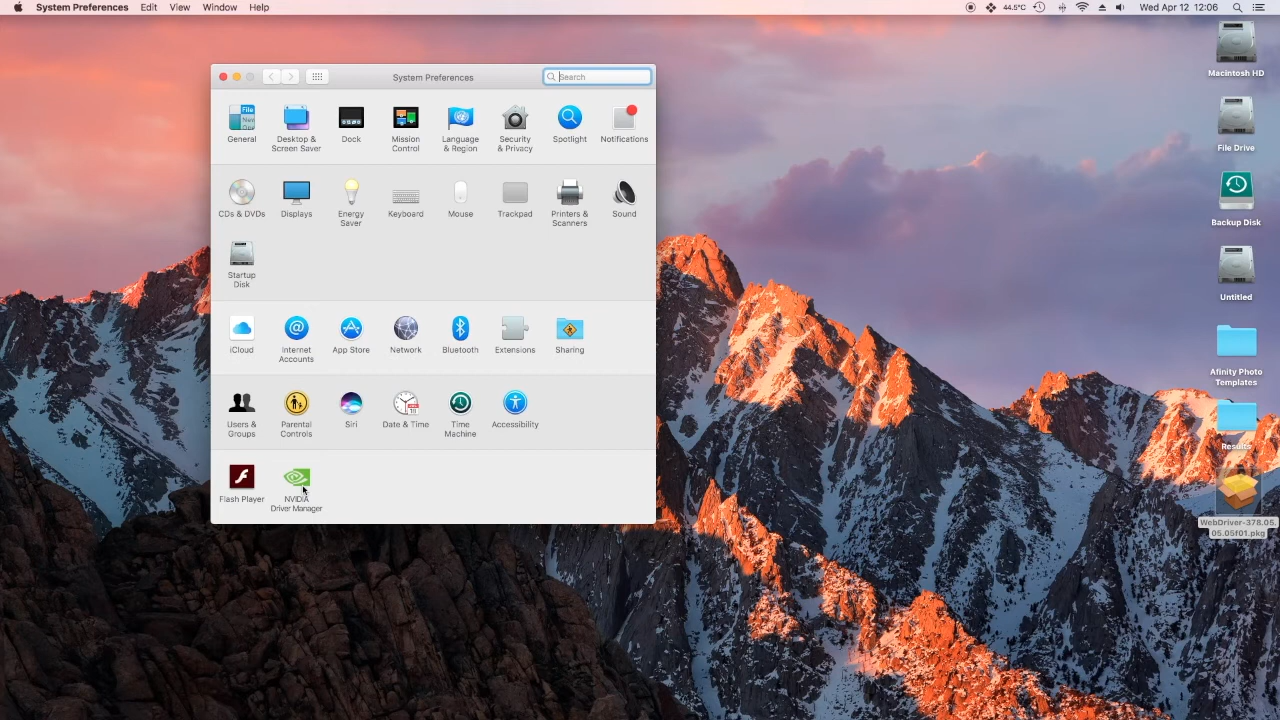 System Preferences Edit View Window Help
44.5°C Wed Apr 12 12:06
System Preferences
Search
General
Desktop &
Screen Saver
Dock
Mission
Control
Language
& Region
Security
& Privacy
Spotlight
Notifications
CDs & DVDs
Displays
Energy
Saver
Keyboard
Mouse
Trackpad
Printers &
Scanners
Sound
Startup
Disk
iCloud
Internet
Accounts
App Store
Network
Bluetooth
Extensions
Sharing
Users &
Groups
Parental
Controls
Siri
Date & Time
Time
Machine
Accessibility
Flash Player
NVIDIA
Driver Manager
Macintosh HD
File Drive
Backup Disk
Untitled
Afinity Photo
Templates
Results
WebDriver-378.05.
05.05f01.pkg